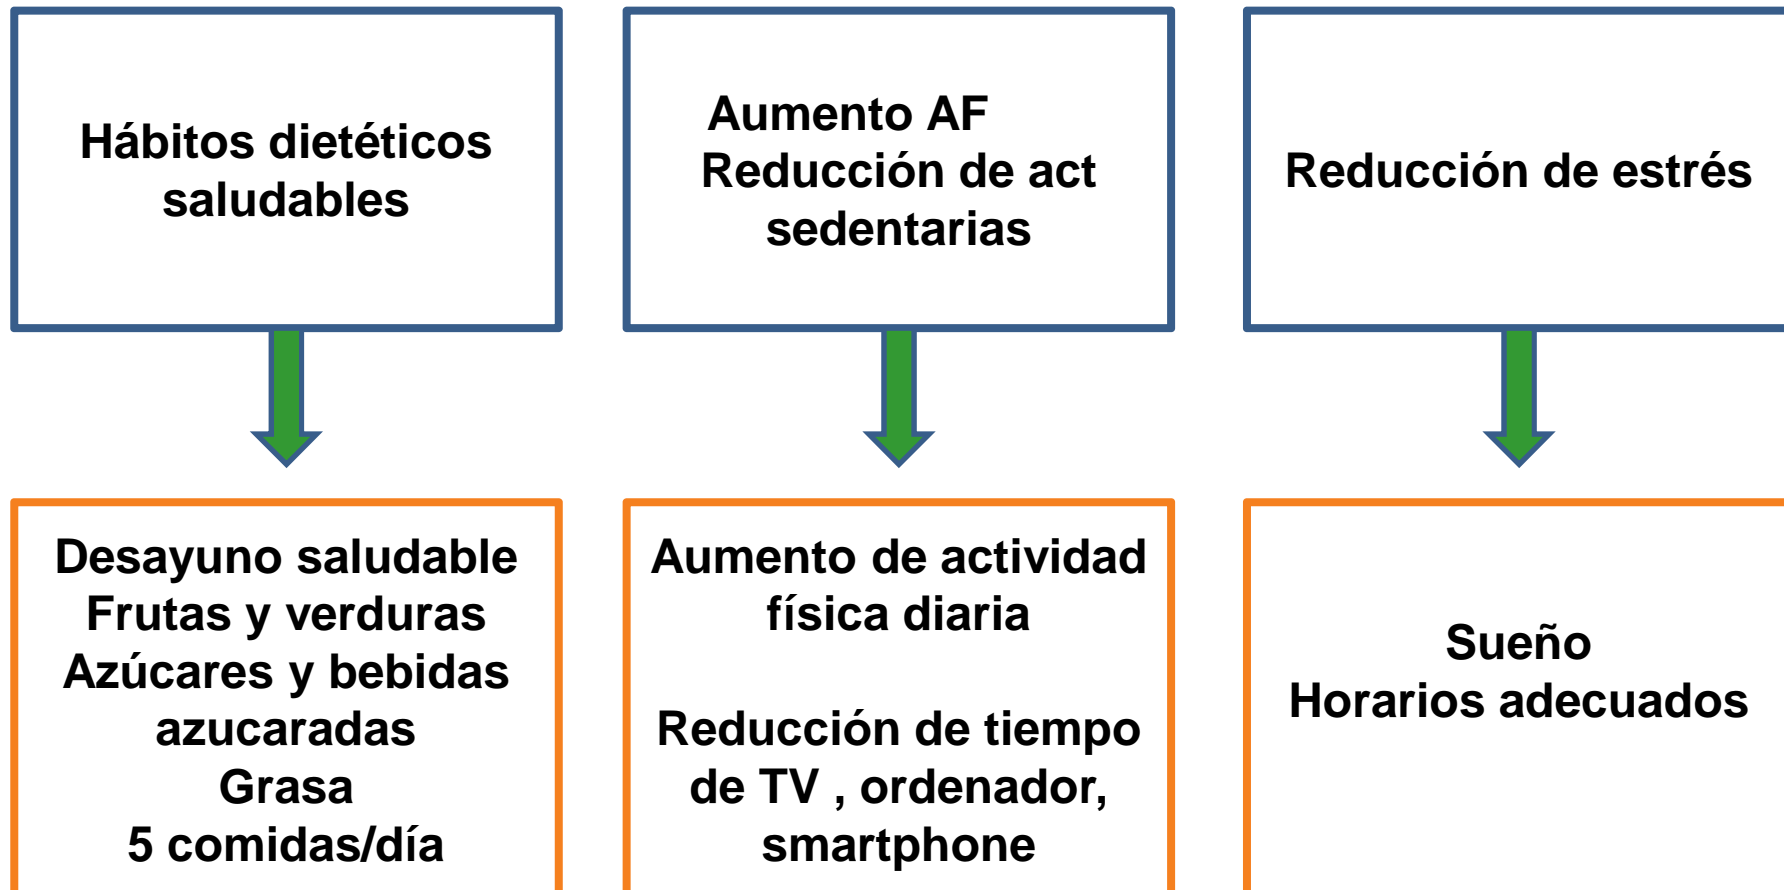 Hábitos dietéticos
saludables
Aumento AF
Reducción de act
sedentarias
Reducción de estrés
Desayuno saludable
Frutas y verduras
Azúcares y bebidas
azucaradas
Grasa
5 comidas/día
Aumento de actividad
física diaria
Reducción de tiempo
de TV , ordenador,
smartphone
Sueño
Horarios adecuados